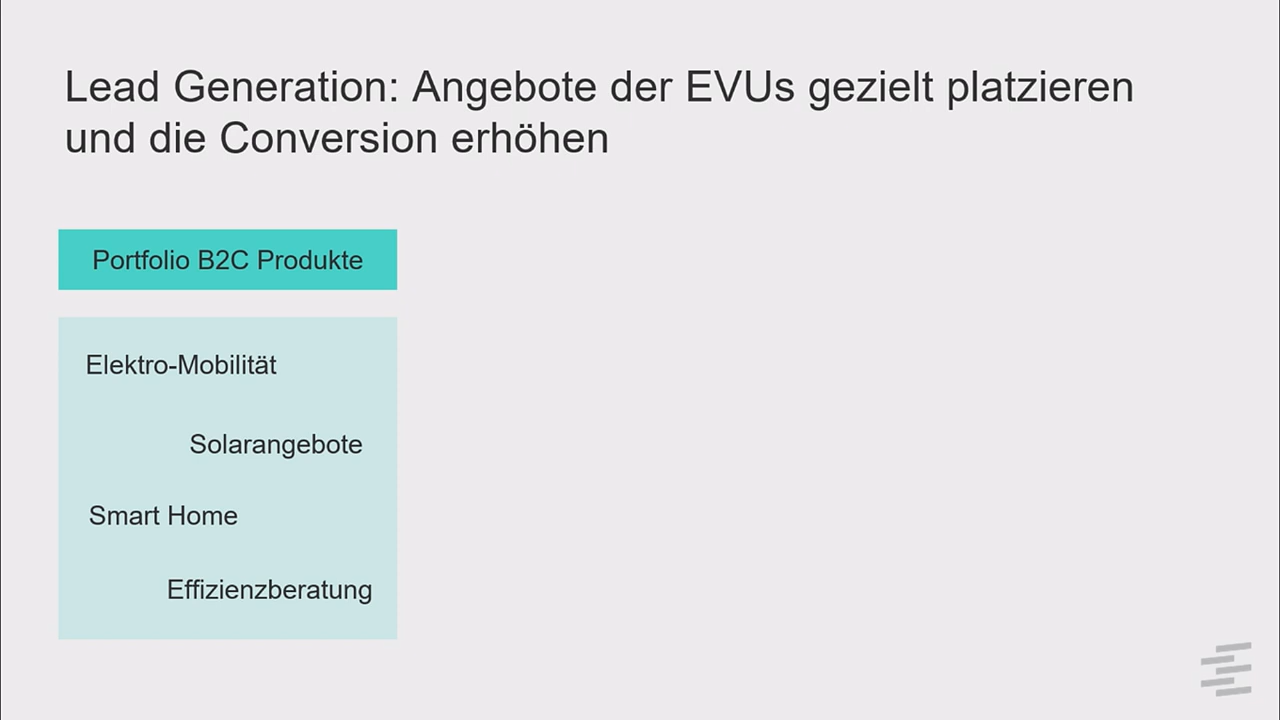 Lead Generation: Angebote der EVUs gezielt platzieren
und die Conversion erhöhen
Portfolio B2C Produkte
Elektro-Mobilität
Solarangebote
Smart Home
Effizienzberatung